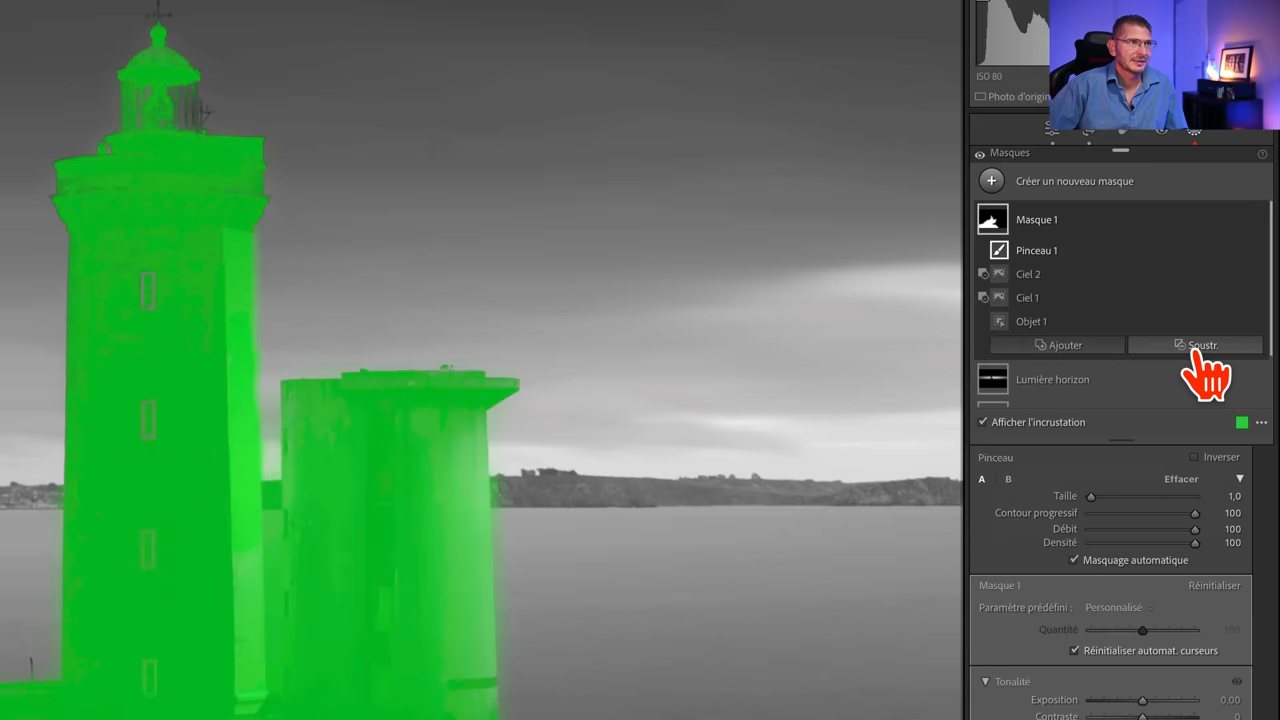 ISO 80
Photo d'origin
Masques
Créer un nouveau masque
Masque 1
Pinceau 1
Ciel 2
Ciel 1
Objet 1
Ajouter
Soustr.
Lumière horizon
Afficher l'incrustation
Pinceau
Inverser
A B Effacer
Taille 1,0
Contour progressif 100
Débit 100
Densité 100
Masquage automatique
Masque 1 Réinitialiser
Paramètre prédéfini : Personnalisé
Quantité 100
Réinitialiser automat. curseurs
Tonalité
Exposition 0,00
Contraste 0